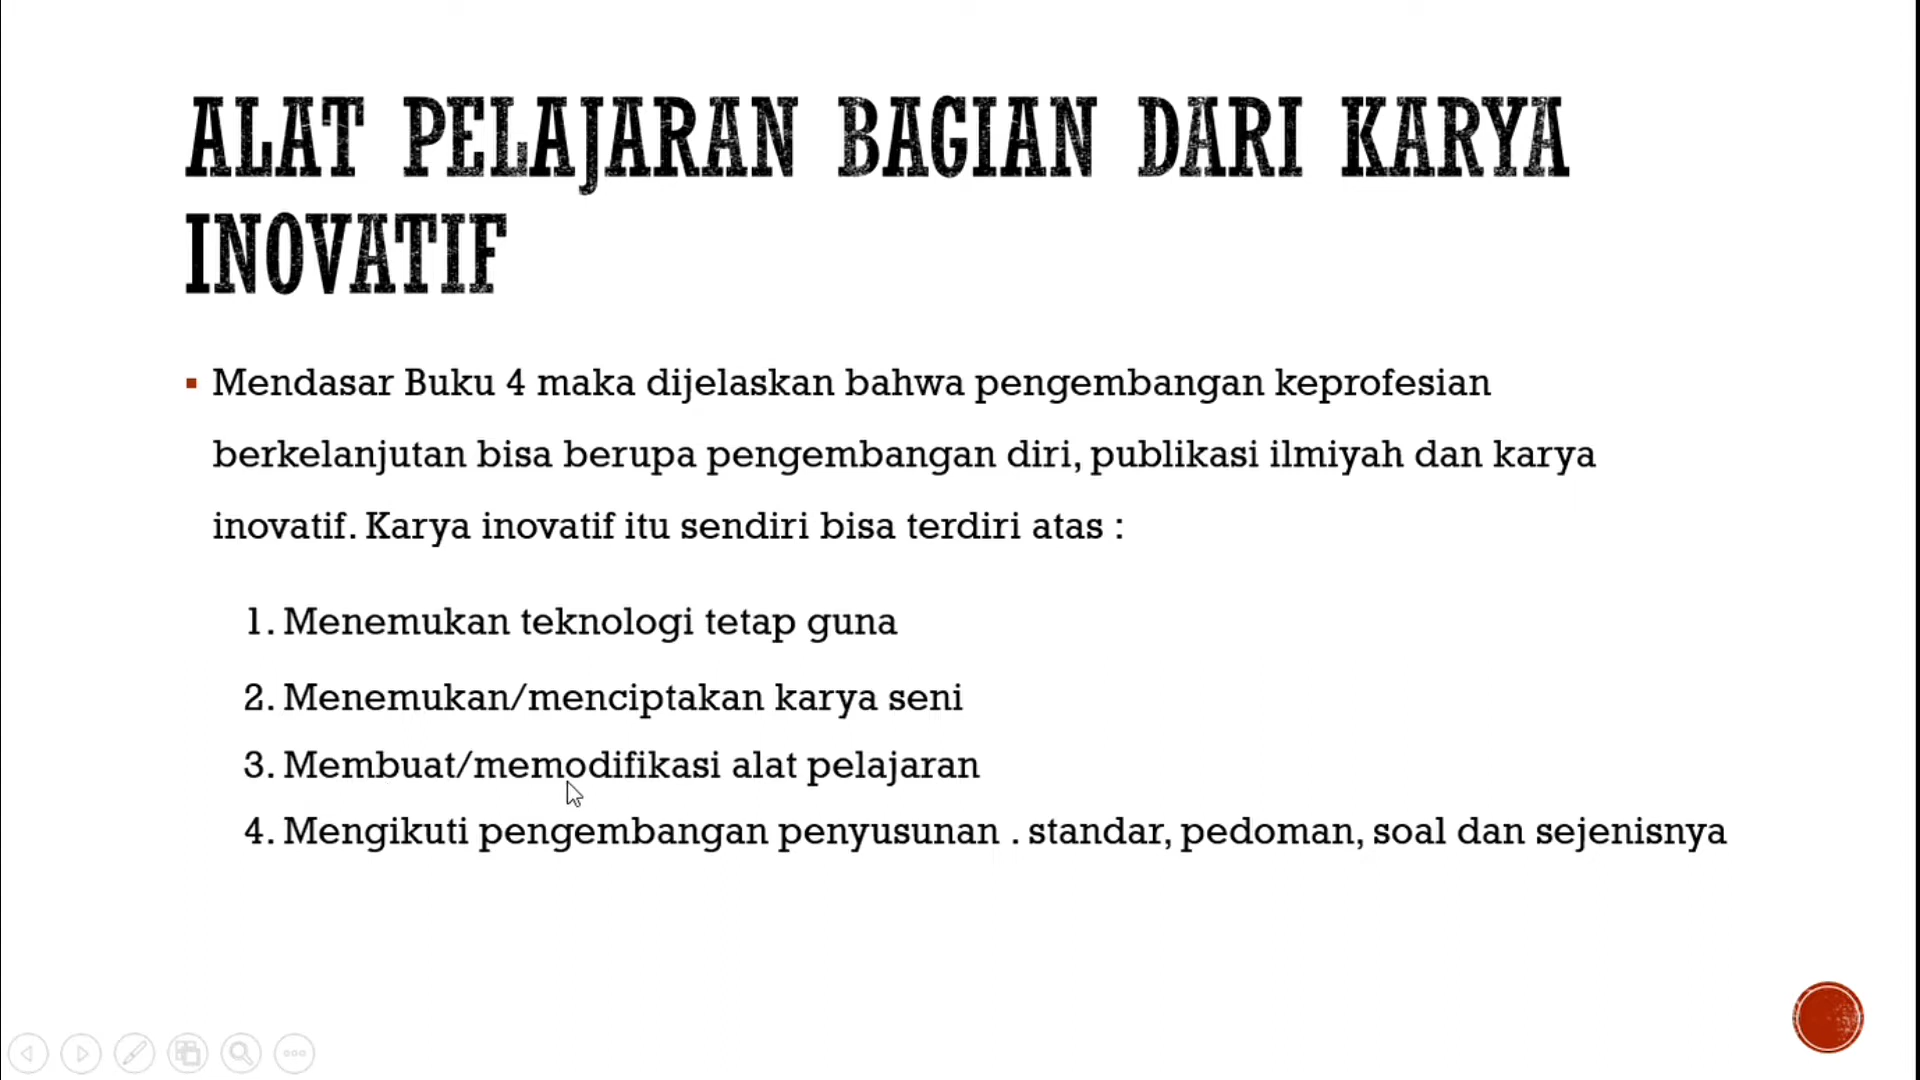 ALAT PELAJARAN BAGIAN DARI KARYA
INOVATIF
▪ Mendasar Buku 4 maka dijelaskan bahwa pengembangan keprofesian
berkelanjutan bisa berupa pengembangan diri, publikasi ilmiyah dan karya
inovatif. Karya inovatif itu sendiri bisa terdiri atas :
1. Menemukan teknologi tetap guna
2. Menemukan/menciptakan karya seni
3. Membuat/memodifikasi alat pelajaran
4. Mengikuti pengembangan penyusunan . standar, pedoman, soal dan sejenisnya